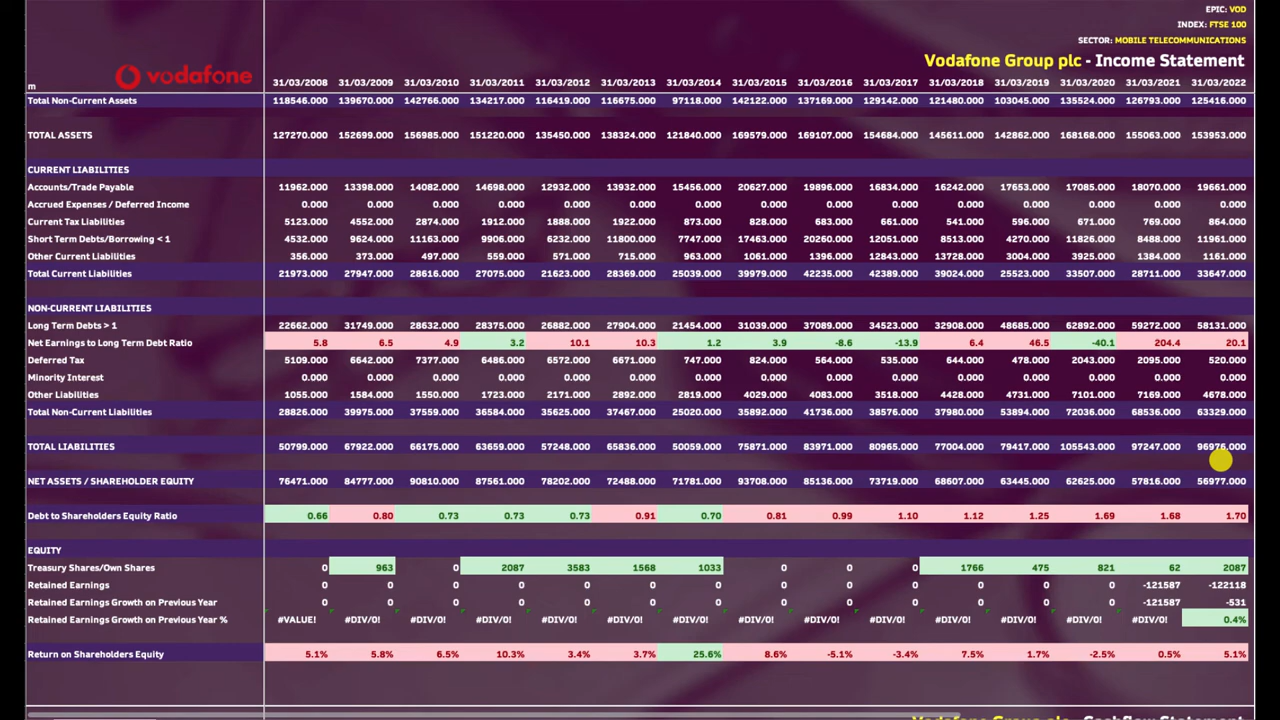 EPIC: VOD
INDEX: FTSE 100
SECTOR: MOBILE TELECOMMUNICATIONS
Vodafone Group plc - Income Statement
vodafone
m 31/03/2008 31/03/2009 31/03/2010 31/03/2011 31/03/2012 31/03/2013 31/03/2014 31/03/2015 31/03/2016 31/03/2017 31/03/2018 31/03/2019 31/03/2020 31/03/2021 31/03/2022
Total Non-Current Assets 118546.000 139670.000 142766.000 134217.000 116419.000 116675.000 97118.000 142122.000 137169.000 129142.000 121480.000 103045.000 135524.000 126793.000 125416.000
TOTAL ASSETS 127270.000 152699.000 156985.000 151220.000 135450.000 138324.000 121840.000 169579.000 169107.000 154684.000 145611.000 142862.000 168168.000 155063.000 153953.000
CURRENT LIABILITIES
Accounts/Trade Payable 11962.000 13398.000 14082.000 14698.000 12932.000 13932.000 15456.000 20627.000 19896.000 16834.000 16242.000 17653.000 17085.000 18070.000 19661.000
Accrued Expenses / Deferred Income 0.000 0.000 0.000 0.000 0.000 0.000 0.000 0.000 0.000 0.000 0.000 0.000 0.000 0.000 0.000
Current Tax Liabilities 5123.000 4552.000 2874.000 1912.000 1888.000 1922.000 873.000 828.000 683.000 661.000 541.000 596.000 671.000 769.000 864.000
Short Term Debts/Borrowing < 1 4532.000 9624.000 11163.000 9906.000 6232.000 11800.000 7747.000 17463.000 20260.000 12051.000 8513.000 4270.000 11826.000 8488.000 11961.000
Other Current Liabilities 356.000 373.000 497.000 559.000 571.000 715.000 963.000 1061.000 1396.000 12843.000 13728.000 3004.000 3925.000 1384.000 1161.000
Total Current Liabilities 21973.000 27947.000 28616.000 27075.000 21623.000 28369.000 25039.000 39979.000 42235.000 42389.000 39024.000 25523.000 33507.000 28711.000 33647.000
NON-CURRENT LIABILITIES
Long Term Debts > 1 22662.000 31749.000 28632.000 28375.000 26882.000 27904.000 21454.000 31039.000 37089.000 34523.000 32908.000 48685.000 62892.000 59272.000 58131.000
Net Earnings to Long Term Debt Ratio 5.8 6.5 4.9 3.2 10.1 10.3 1.2 3.9 -8.6 -13.9 6.4 46.5 -40.1 204.4 20.1
Deferred Tax 5109.000 6642.000 7377.000 6486.000 6572.000 6671.000 747.000 824.000 564.000 535.000 644.000 478.000 2043.000 2095.000 520.000
Minority Interest 0.000 0.000 0.000 0.000 0.000 0.000 0.000 0.000 0.000 0.000 0.000 0.000 0.000 0.000 0.000
Other Liabilities 1055.000 1584.000 1550.000 1723.000 2171.000 2892.000 2819.000 4029.000 4083.000 3518.000 4428.000 4731.000 7101.000 7169.000 4678.000
Total Non-Current Liabilities 28826.000 39975.000 37559.000 36584.000 35625.000 37467.000 25020.000 35892.000 41736.000 38576.000 37980.000 53894.000 72036.000 68536.000 63329.000
TOTAL LIABILITIES 50799.000 67922.000 66175.000 63659.000 57248.000 65836.000 50059.000 75871.000 83971.000 80965.000 77004.000 79417.000 105543.000 97247.000 96976.000
NET ASSETS / SHAREHOLDER EQUITY 76471.000 84777.000 90810.000 87561.000 78202.000 72488.000 71781.000 93708.000 85136.000 73719.000 68607.000 63445.000 62625.000 57816.000 56977.000
Debt to Shareholders Equity Ratio 0.66 0.80 0.73 0.73 0.73 0.91 0.70 0.81 0.99 1.10 1.12 1.25 1.69 1.68 1.70
EQUITY
Treasury Shares/Own Shares 0 963 0 2087 3583 1568 1033 0 0 0 1766 475 821 62 2087
Retained Earnings 0 0 0 0 0 0 0 0 0 0 0 0 0 -121587 -122118
Retained Earnings Growth on Previous Year 0 0 0 0 0 0 0 0 0 0 0 0 0 -121587 -531
Retained Earnings Growth on Previous Year % #VALUE! #DIV/0! #DIV/0! #DIV/0! #DIV/0! #DIV/0! #DIV/0! #DIV/0! #DIV/0! #DIV/0! #DIV/0! #DIV/0! #DIV/0! #DIV/0! 0.4%
Return on Shareholders Equity 5.1% 5.8% 6.5% 10.3% 3.4% 3.7% 25.6% 8.6% -5.1% -3.4% 7.5% 1.7% -2.5% 0.5% 5.1%
Vodafone Group plc - Cashflow Statement